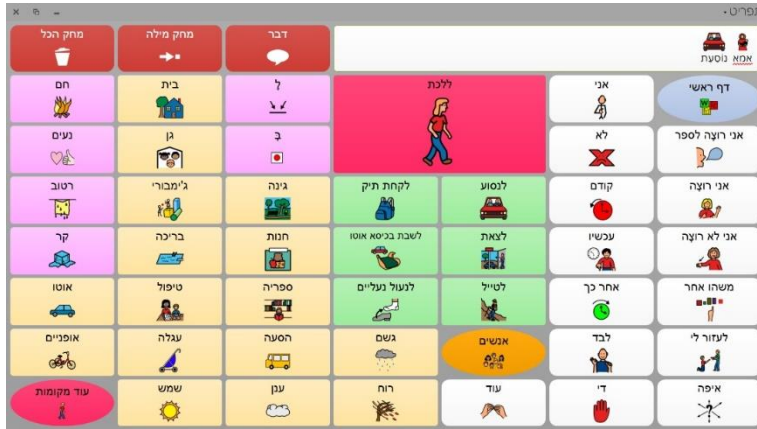 תפריט
אמא נוסעת
דבר
מחק מילה
מחק הכל
דף ראשי
אני
ללכת
לְ
בית
חם
אני רוצה לספר
לא
בְּ
גן
נעים
אני רוצָה
קודם
לנסוע
לקחת תיק
גינה
ג'ימבורי
רטוב
אני לא רוצָה
עכשיו
לצאת
לשבת בכיסא אוטו
חנות
בריכה
קר
משהו אחר
אחר כך
לטייל
לנעול נעליים
ספריה
טיפול
אוטו
לעזור לי
לבד
אנשים
גשם
הסעה
עגלה
אופניים
איפה
די
עוד
רוח
ענן
שמש
עוד מקומות